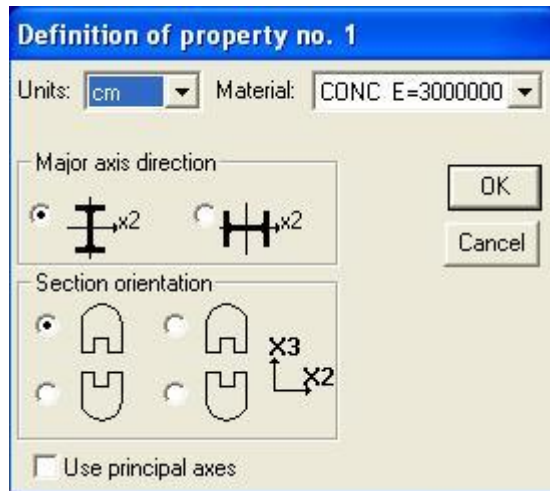 Definition of property no. 1
Units: cm Material: CONC E=3000000
Major axis direction
x2 x2
OK
Cancel
Section orientation
X3
X2
Use principal axes